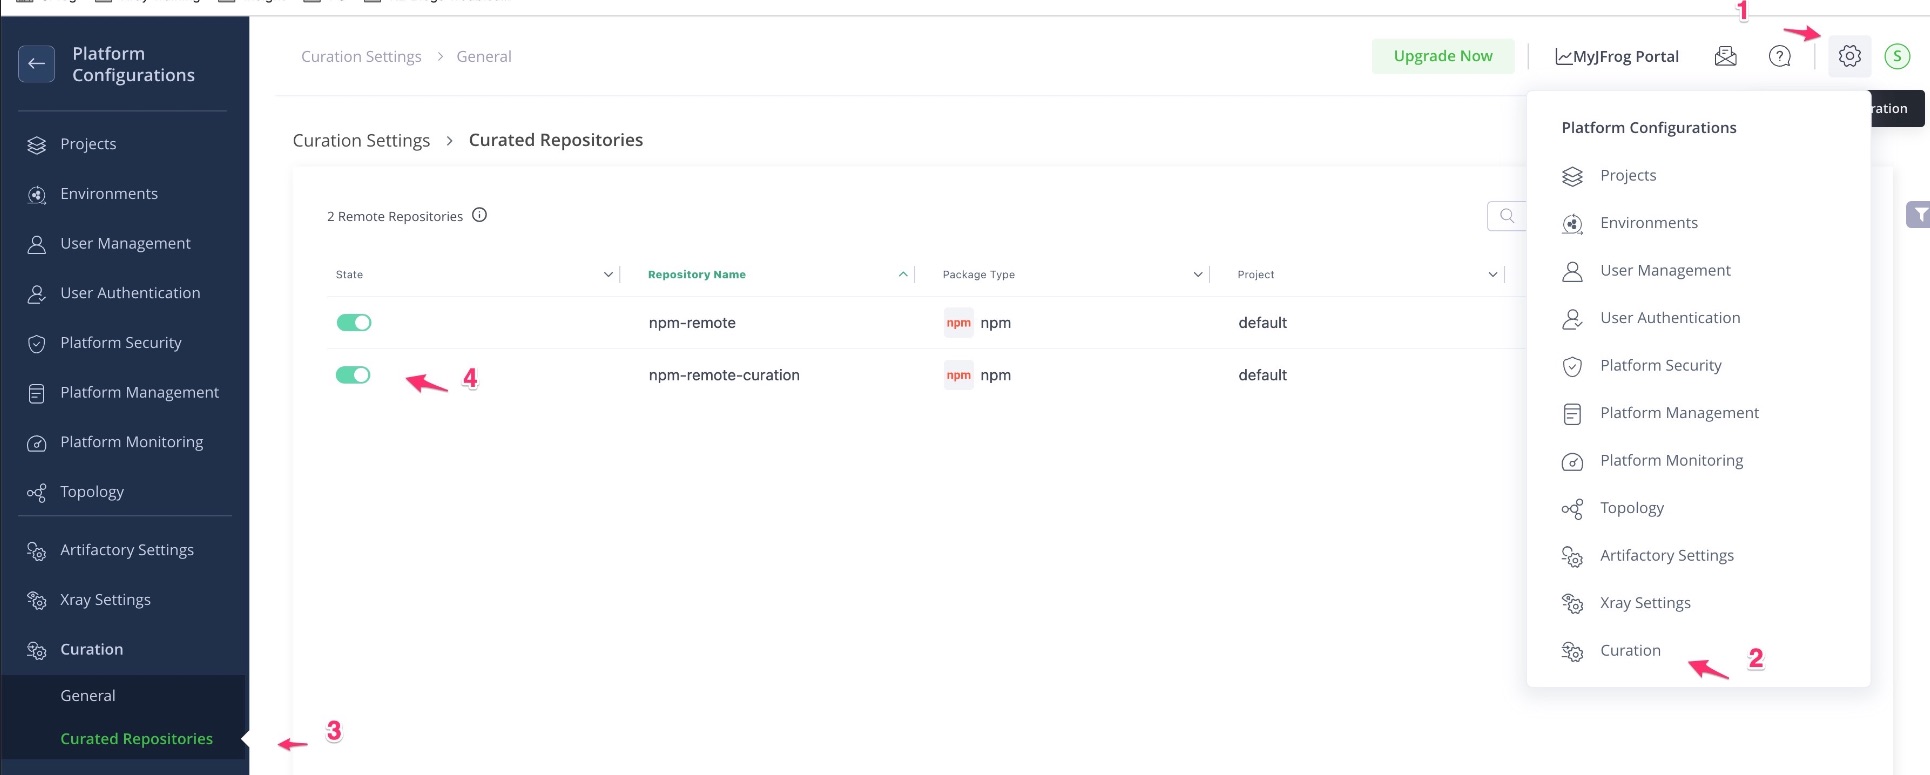 1
Platform
Configurations
Projects
Environments
User Management
User Authentication
Platform Security
Platform Management
Platform Monitoring
Topology
Artifactory Settings
Xray Settings
Curation
General
Curated Repositories
3
Curation Settings > General
Upgrade Now
MyJFrog Portal
?
S
Curation Settings > Curated Repositories
2 Remote Repositories
State Repository Name Package Type Project
npm-remote npm npm default
npm-remote-curation npm npm default
4
Platform Configurations
Projects
Environments
User Management
User Authentication
Platform Security
Platform Management
Platform Monitoring
Topology
Artifactory Settings
Xray Settings
Curation
2